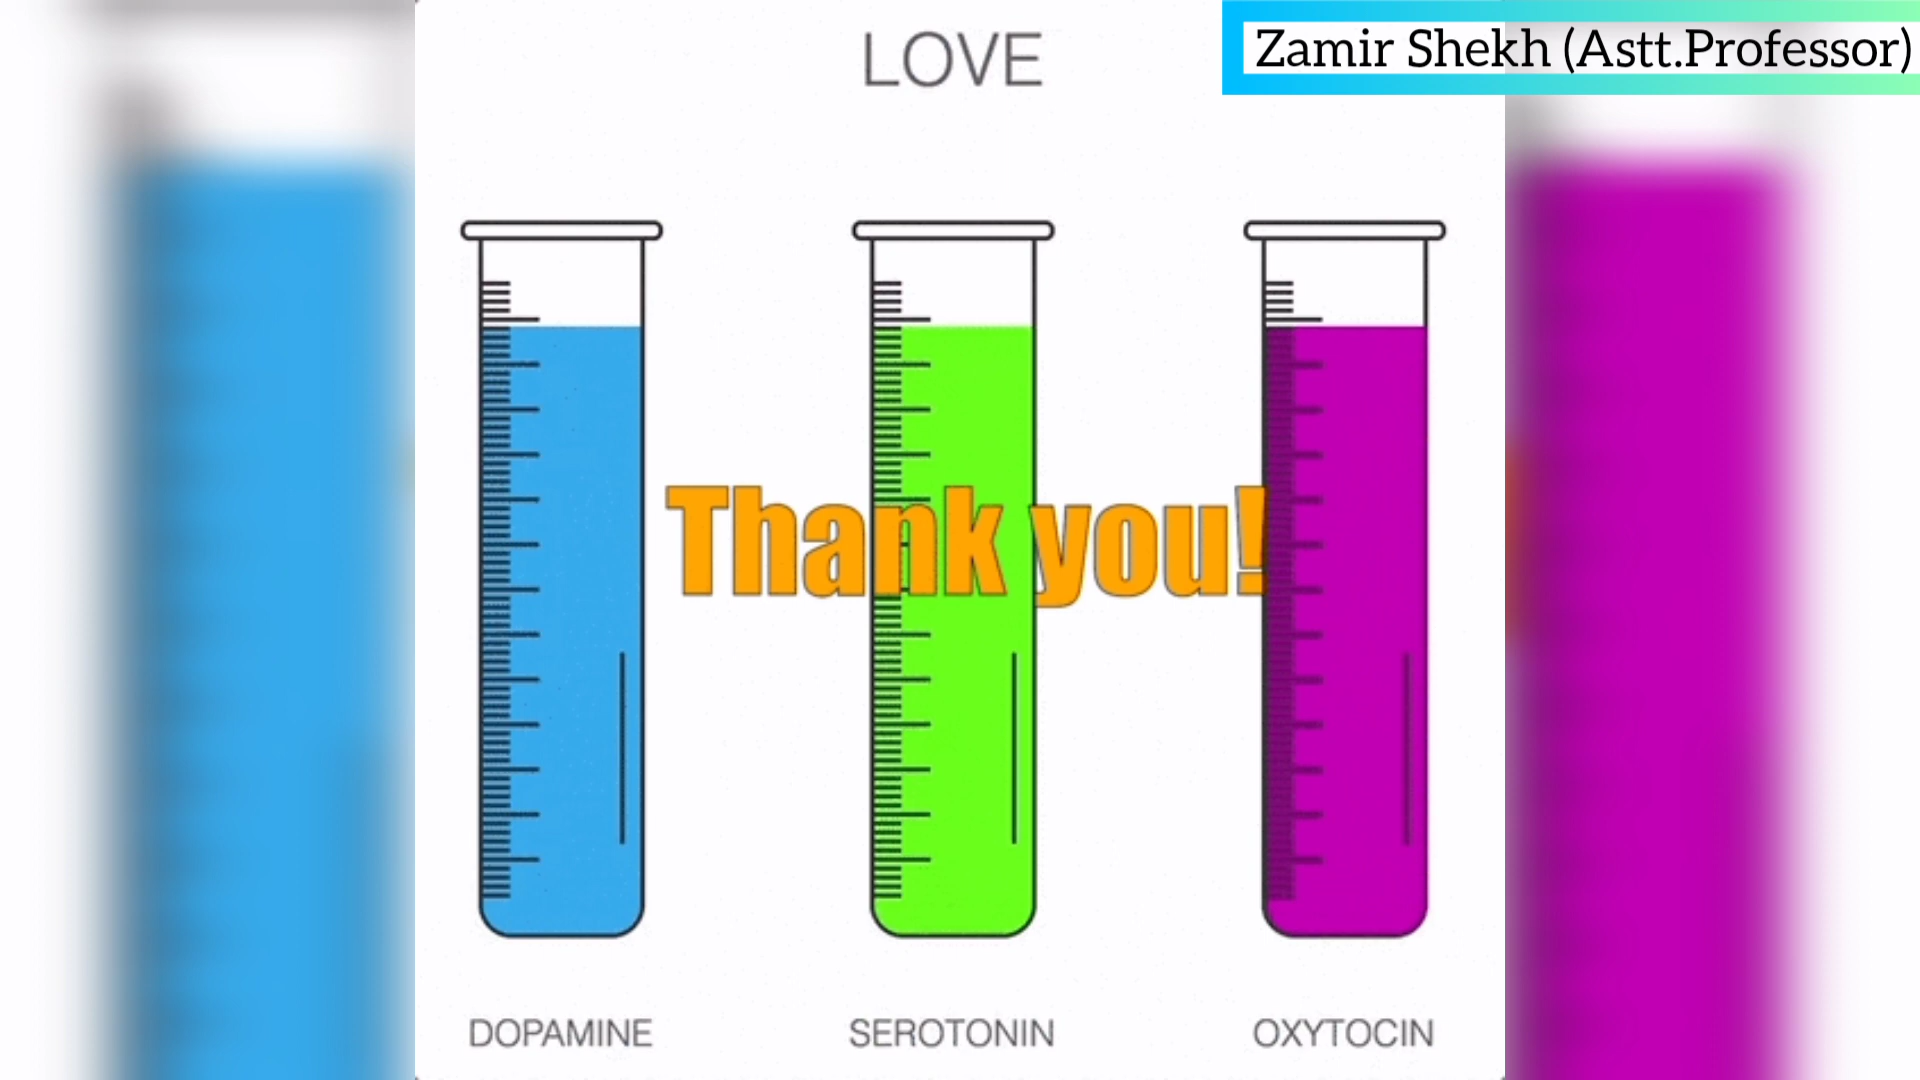 LOVE
Zamir Shekh (Astt.Professor)
Thank you!
DOPAMINE
SEROTONIN
OXYTOCIN